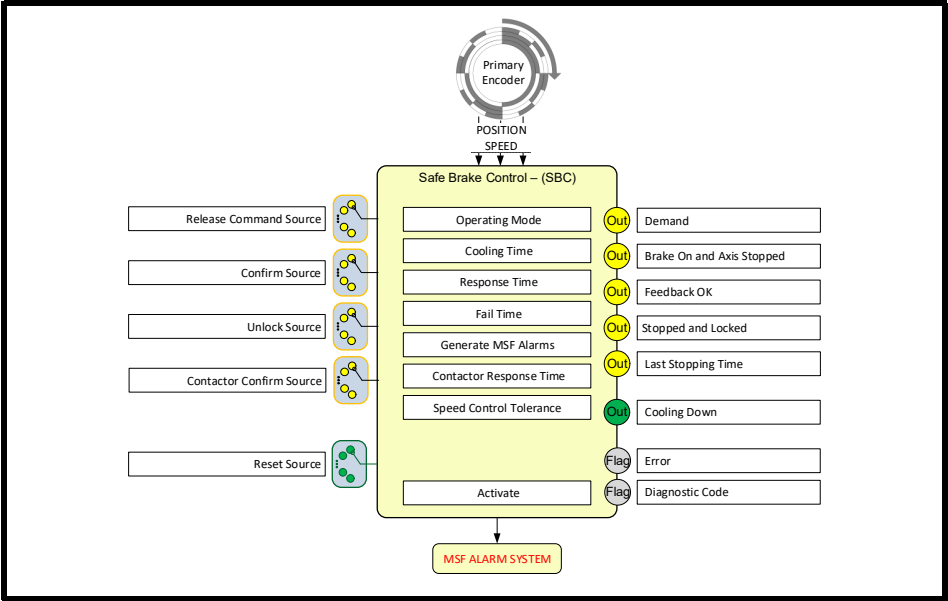 Primary
Encoder
POSITION
SPEED
Safe Brake Control – (SBC)
Release Command Source
Confirm Source
Unlock Source
Contactor Confirm Source
Reset Source
Operating Mode
Cooling Time
Response Time
Fail Time
Generate MSF Alarms
Contactor Response Time
Speed Control Tolerance
Activate
Out Demand
Out Brake On and Axis Stopped
Out Feedback OK
Out Stopped and Locked
Out Last Stopping Time
Out Cooling Down
Flag Error
Flag Diagnostic Code
MSF ALARM SYSTEM